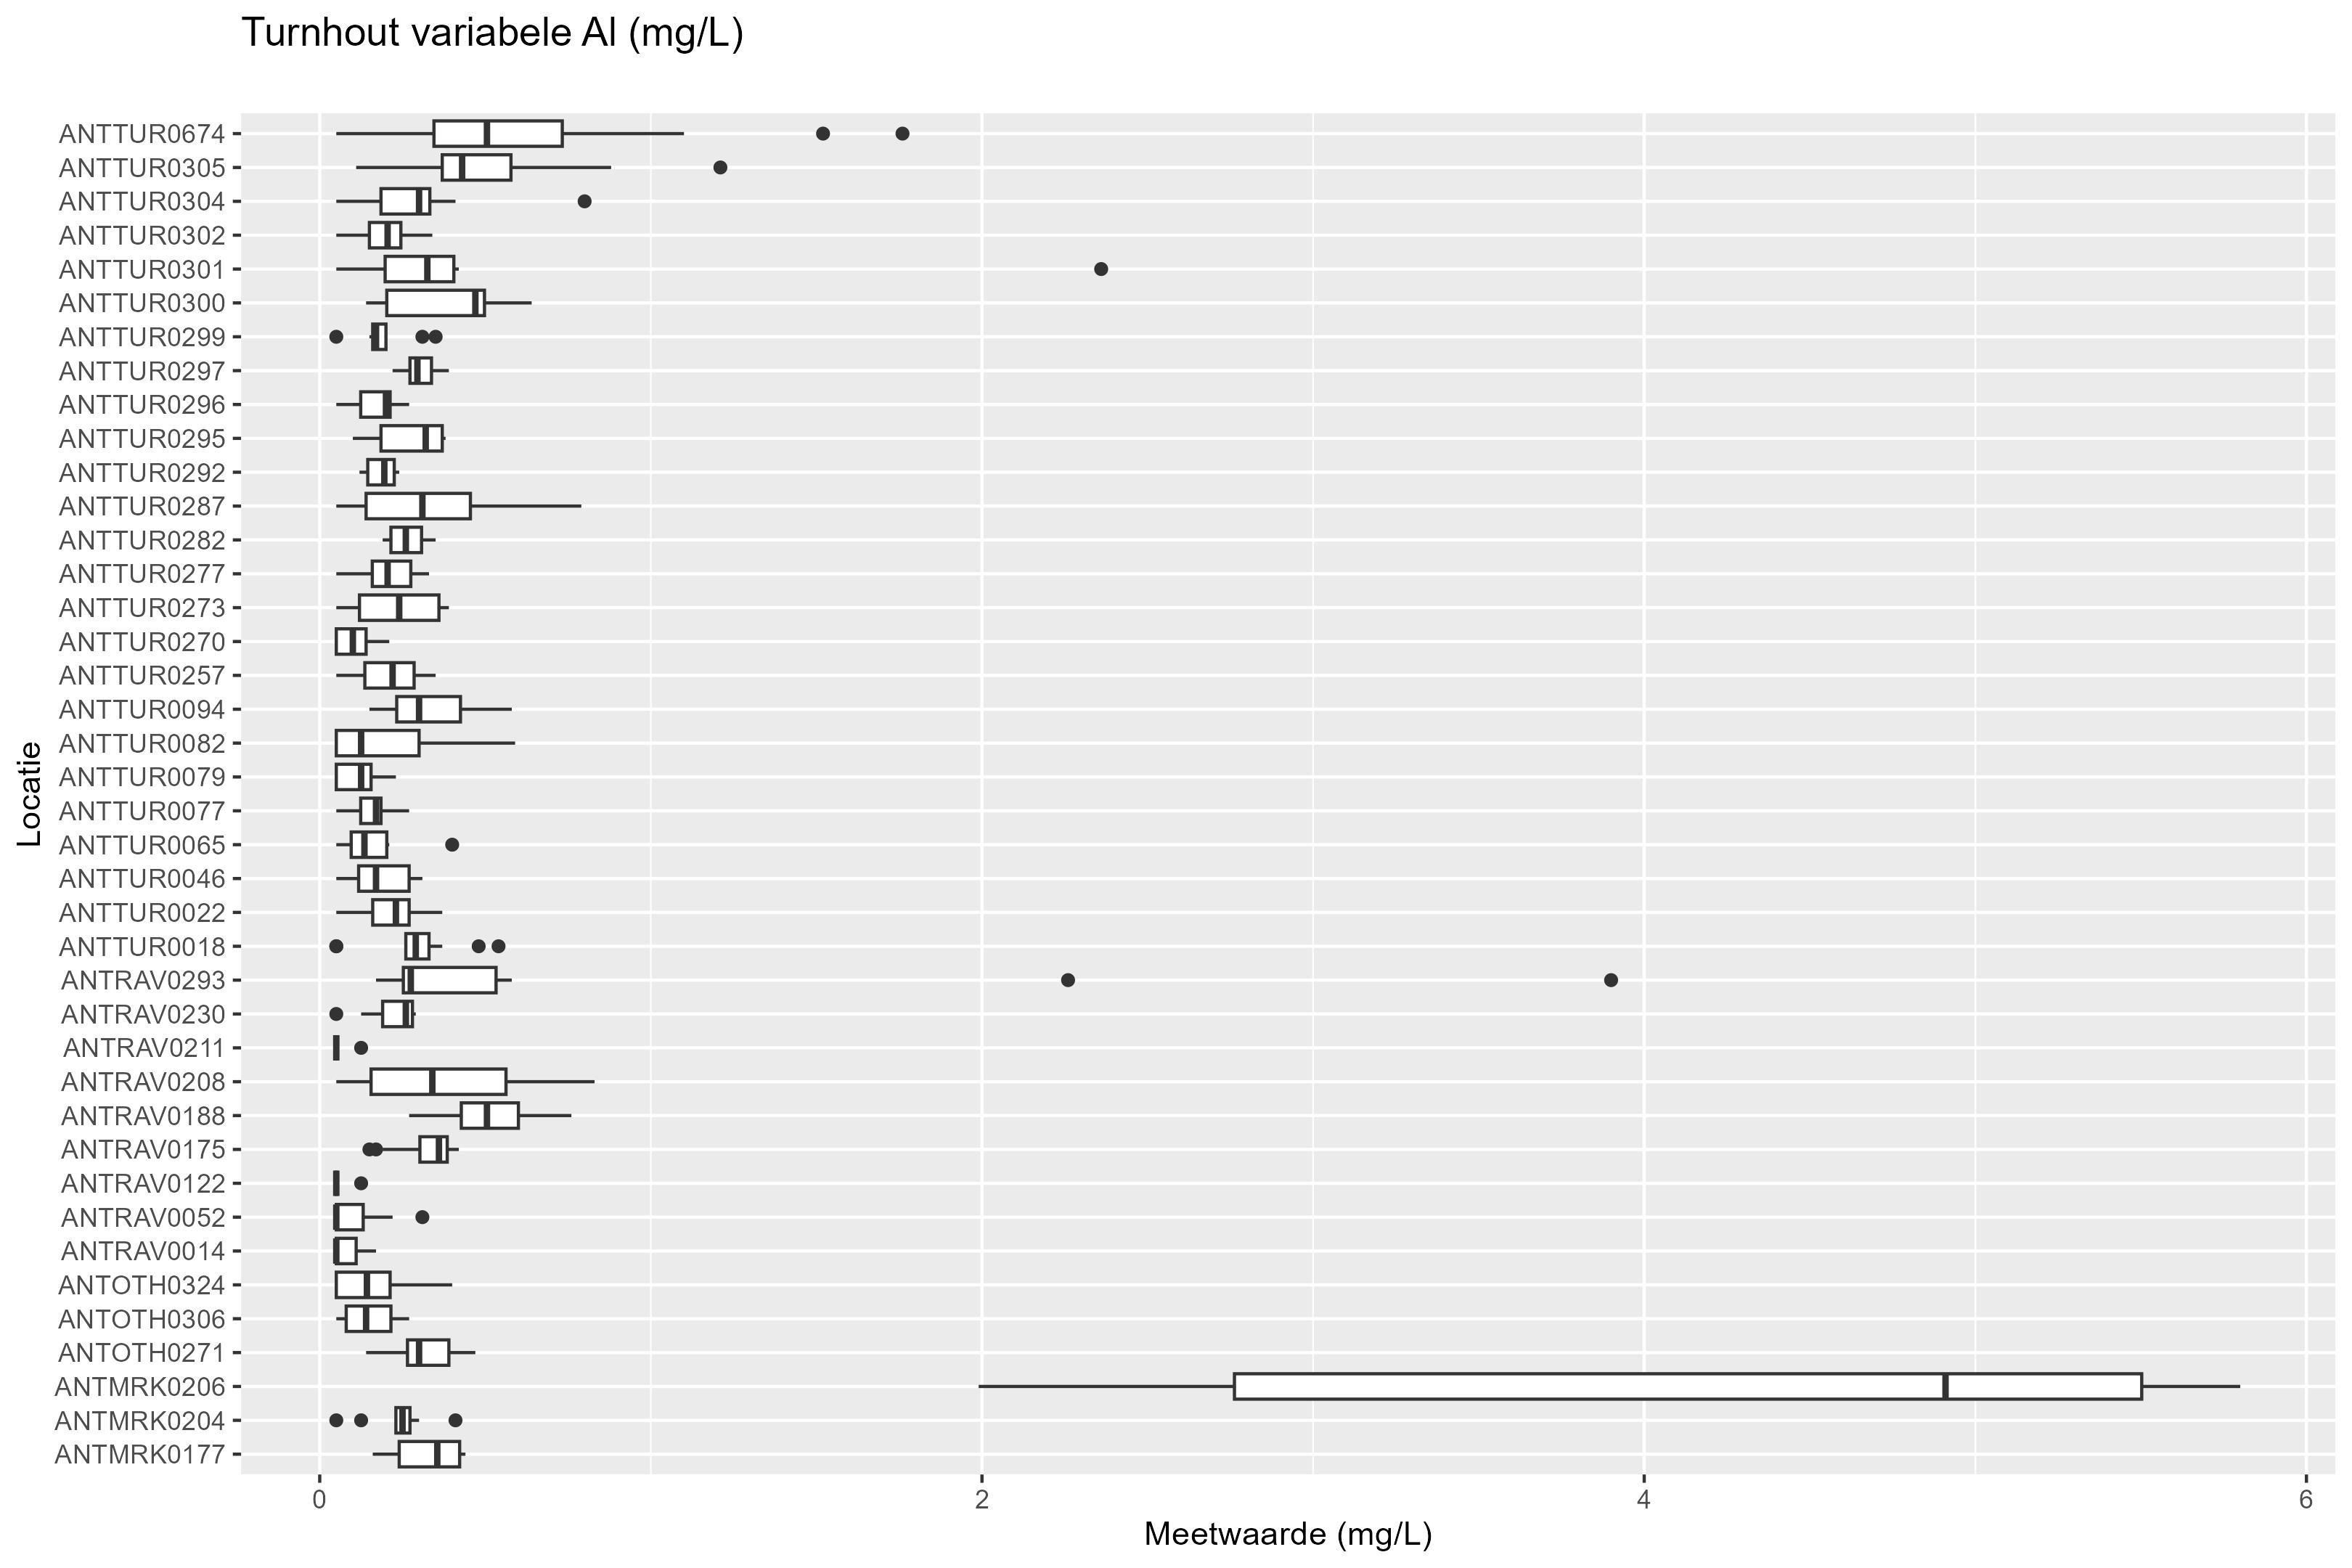 Turnhout variabele Al (mg/L)
ANTTUR0674
ANTTUR0305
ANTTUR0304
ANTTUR0302
ANTTUR0301
ANTTUR0300
ANTTUR0299
ANTTUR0297
ANTTUR0296
ANTTUR0295
ANTTUR0292
ANTTUR0287
ANTTUR0282
ANTTUR0277
ANTTUR0273
ANTTUR0270
ANTTUR0257
ANTTUR0094
ANTTUR0082
ANTTUR0079
ANTTUR0077
ANTTUR0065
ANTTUR0046
ANTTUR0022
ANTTUR0018
ANTRAV0293
ANTRAV0230
ANTRAV0211
ANTRAV0208
ANTRAV0188
ANTRAV0175
ANTRAV0122
ANTRAV0052
ANTRAV0014
ANTOTH0324
ANTOTH0306
ANTOTH0271
ANTMRK0206
ANTMRK0204
ANTMRK0177
Locatie
0 2 4 6
Meetwaarde (mg/L)